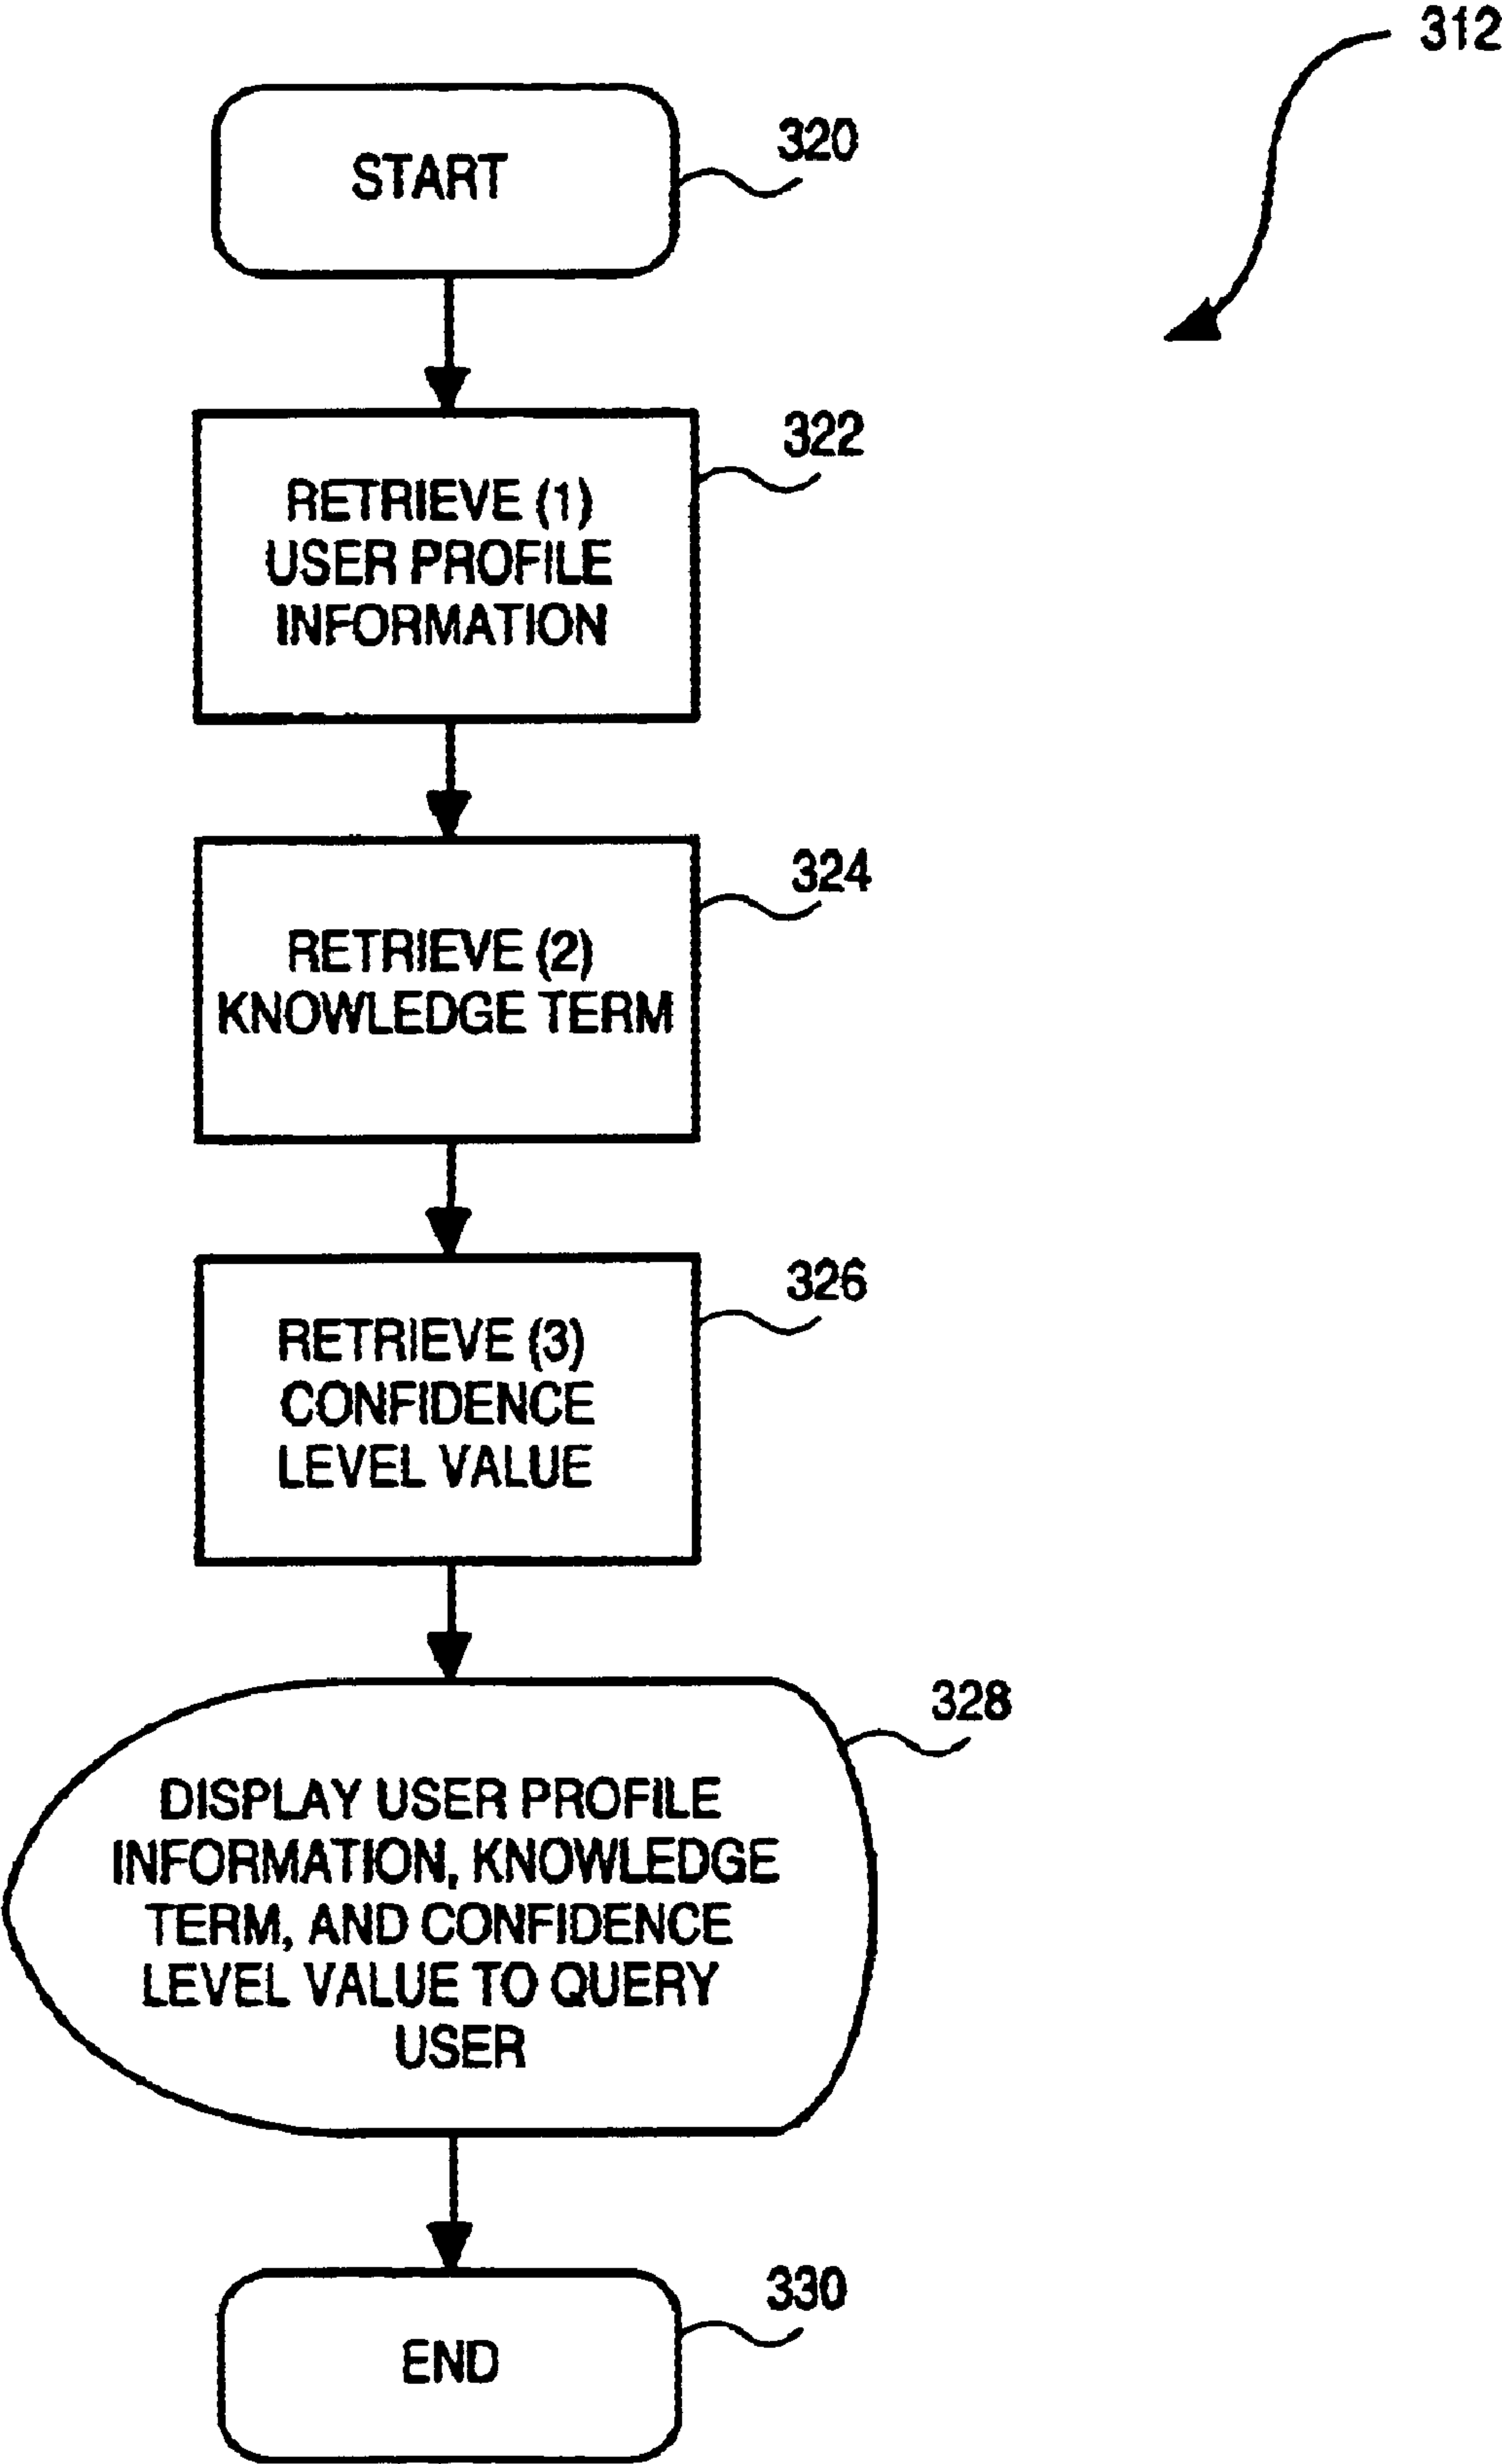 312
START
320
RETRIEVE (1)
USER PROFILE
INFORMATION
322
RETRIEVE (2)
KNOWLEDGE TERM
324
RETRIEVE (3)
CONFIDENCE
LEVEL VALUE
326
DISPLAY USER PROFILE
INFORMATION, KNOWLEDGE
TERM, AND CONFIDENCE
LEVEL VALUE TO QUERY
USER
328
END
330